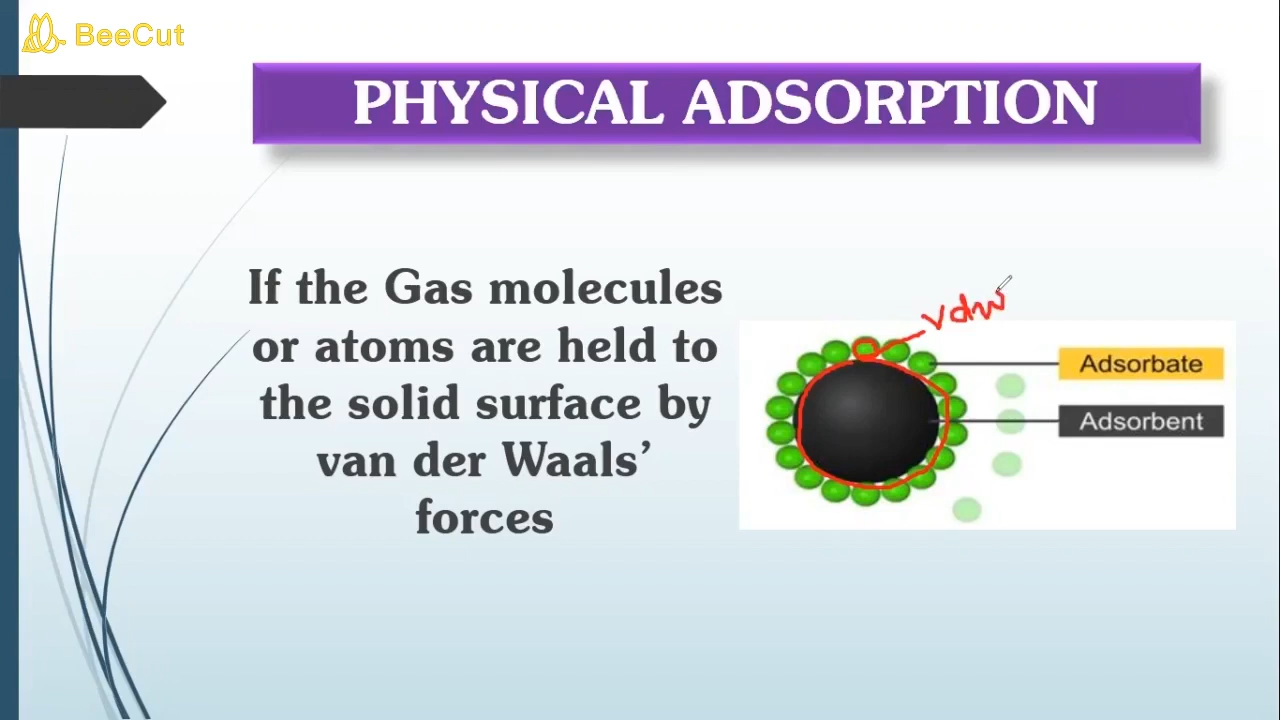 BeeCut
PHYSICAL ADSORPTION
If the Gas molecules
or atoms are held to
the solid surface by
van der Waals’
forces
vdw
Adsorbate
Adsorbent